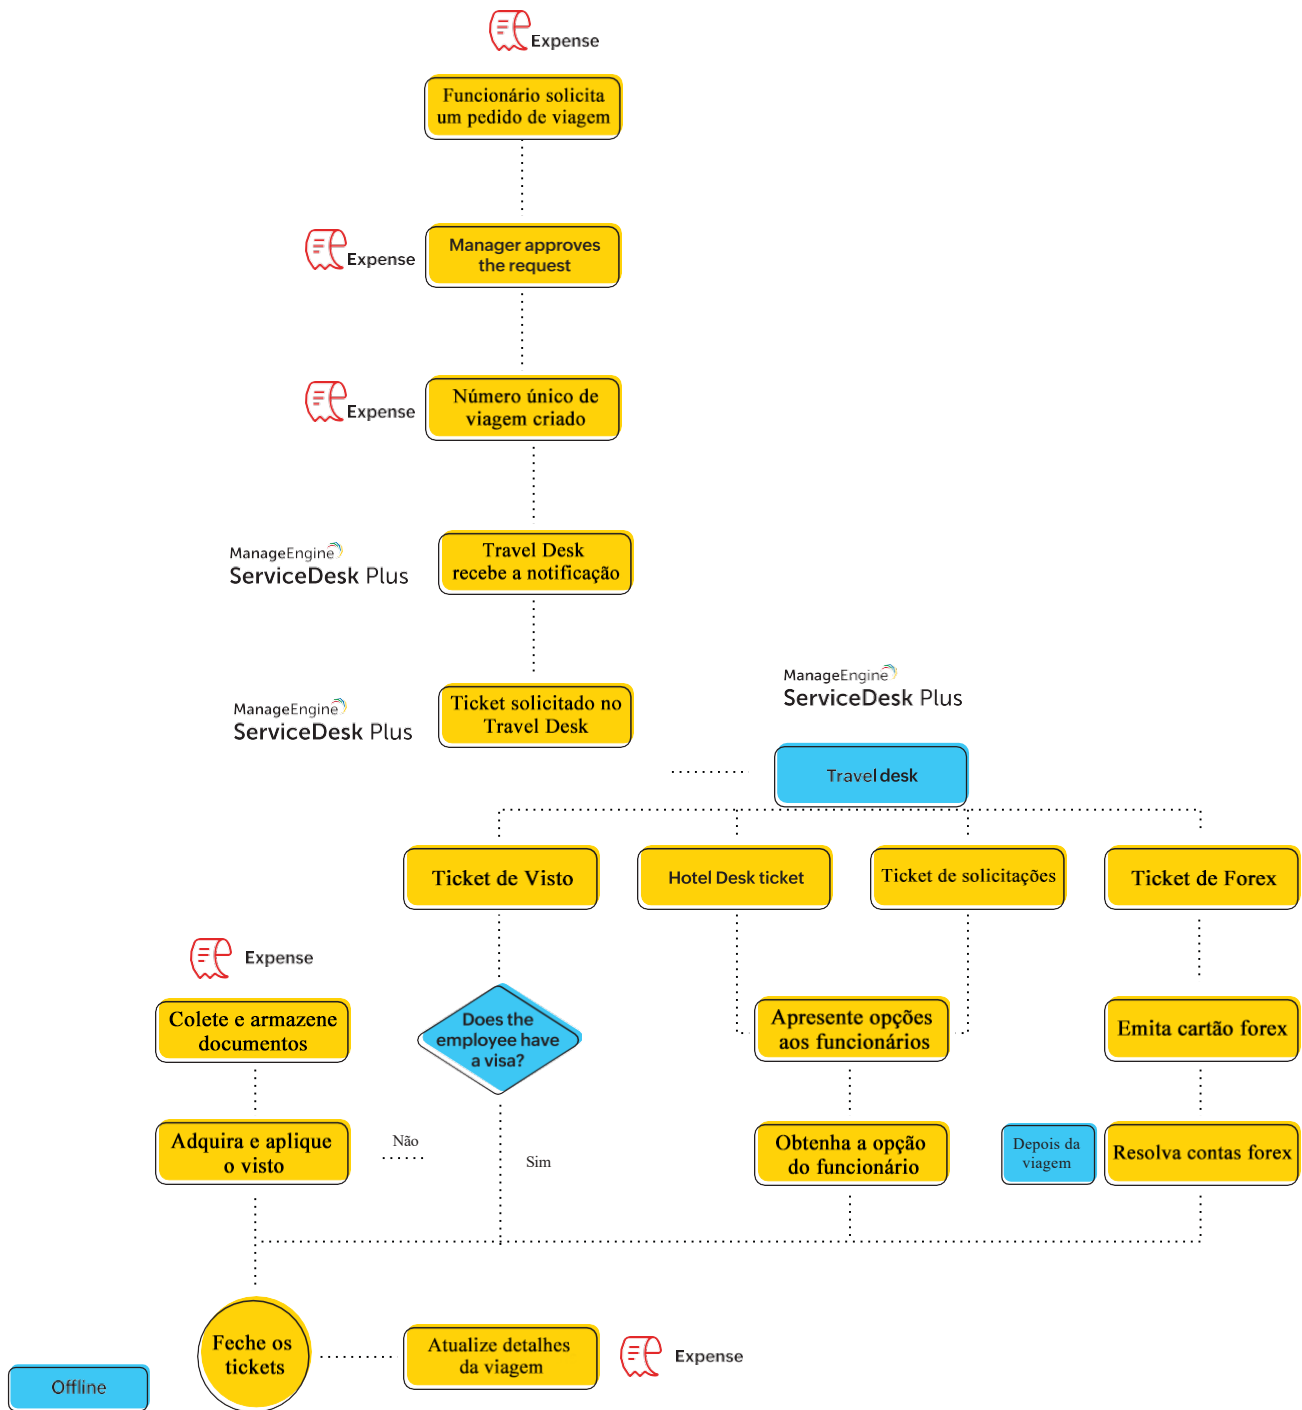 Expense
Funcionário solicita
um pedido de viagem
Expense
Manager approves
the request
Expense
Número único de
viagem criado
ManageEngine
ServiceDesk Plus
Travel Desk
recebe a notificação
ManageEngine
ServiceDesk Plus
Ticket solicitado no
Travel Desk
ManageEngine
ServiceDesk Plus
Travel desk
Ticket de Visto
Hotel Desk ticket
Ticket de solicitações
Ticket de Forex
Expense
Colete e armazene
documentos
Does the
employee have
a visa?
Apresente opções
aos funcionários
Emita cartão forex
Adquira e aplique
o visto
Não
Sim
Obtenha a opção
do funcionário
Depois da
viagem
Resolva contas forex
Feche os
tickets
Atualize detalhes
da viagem
Expense
Offline